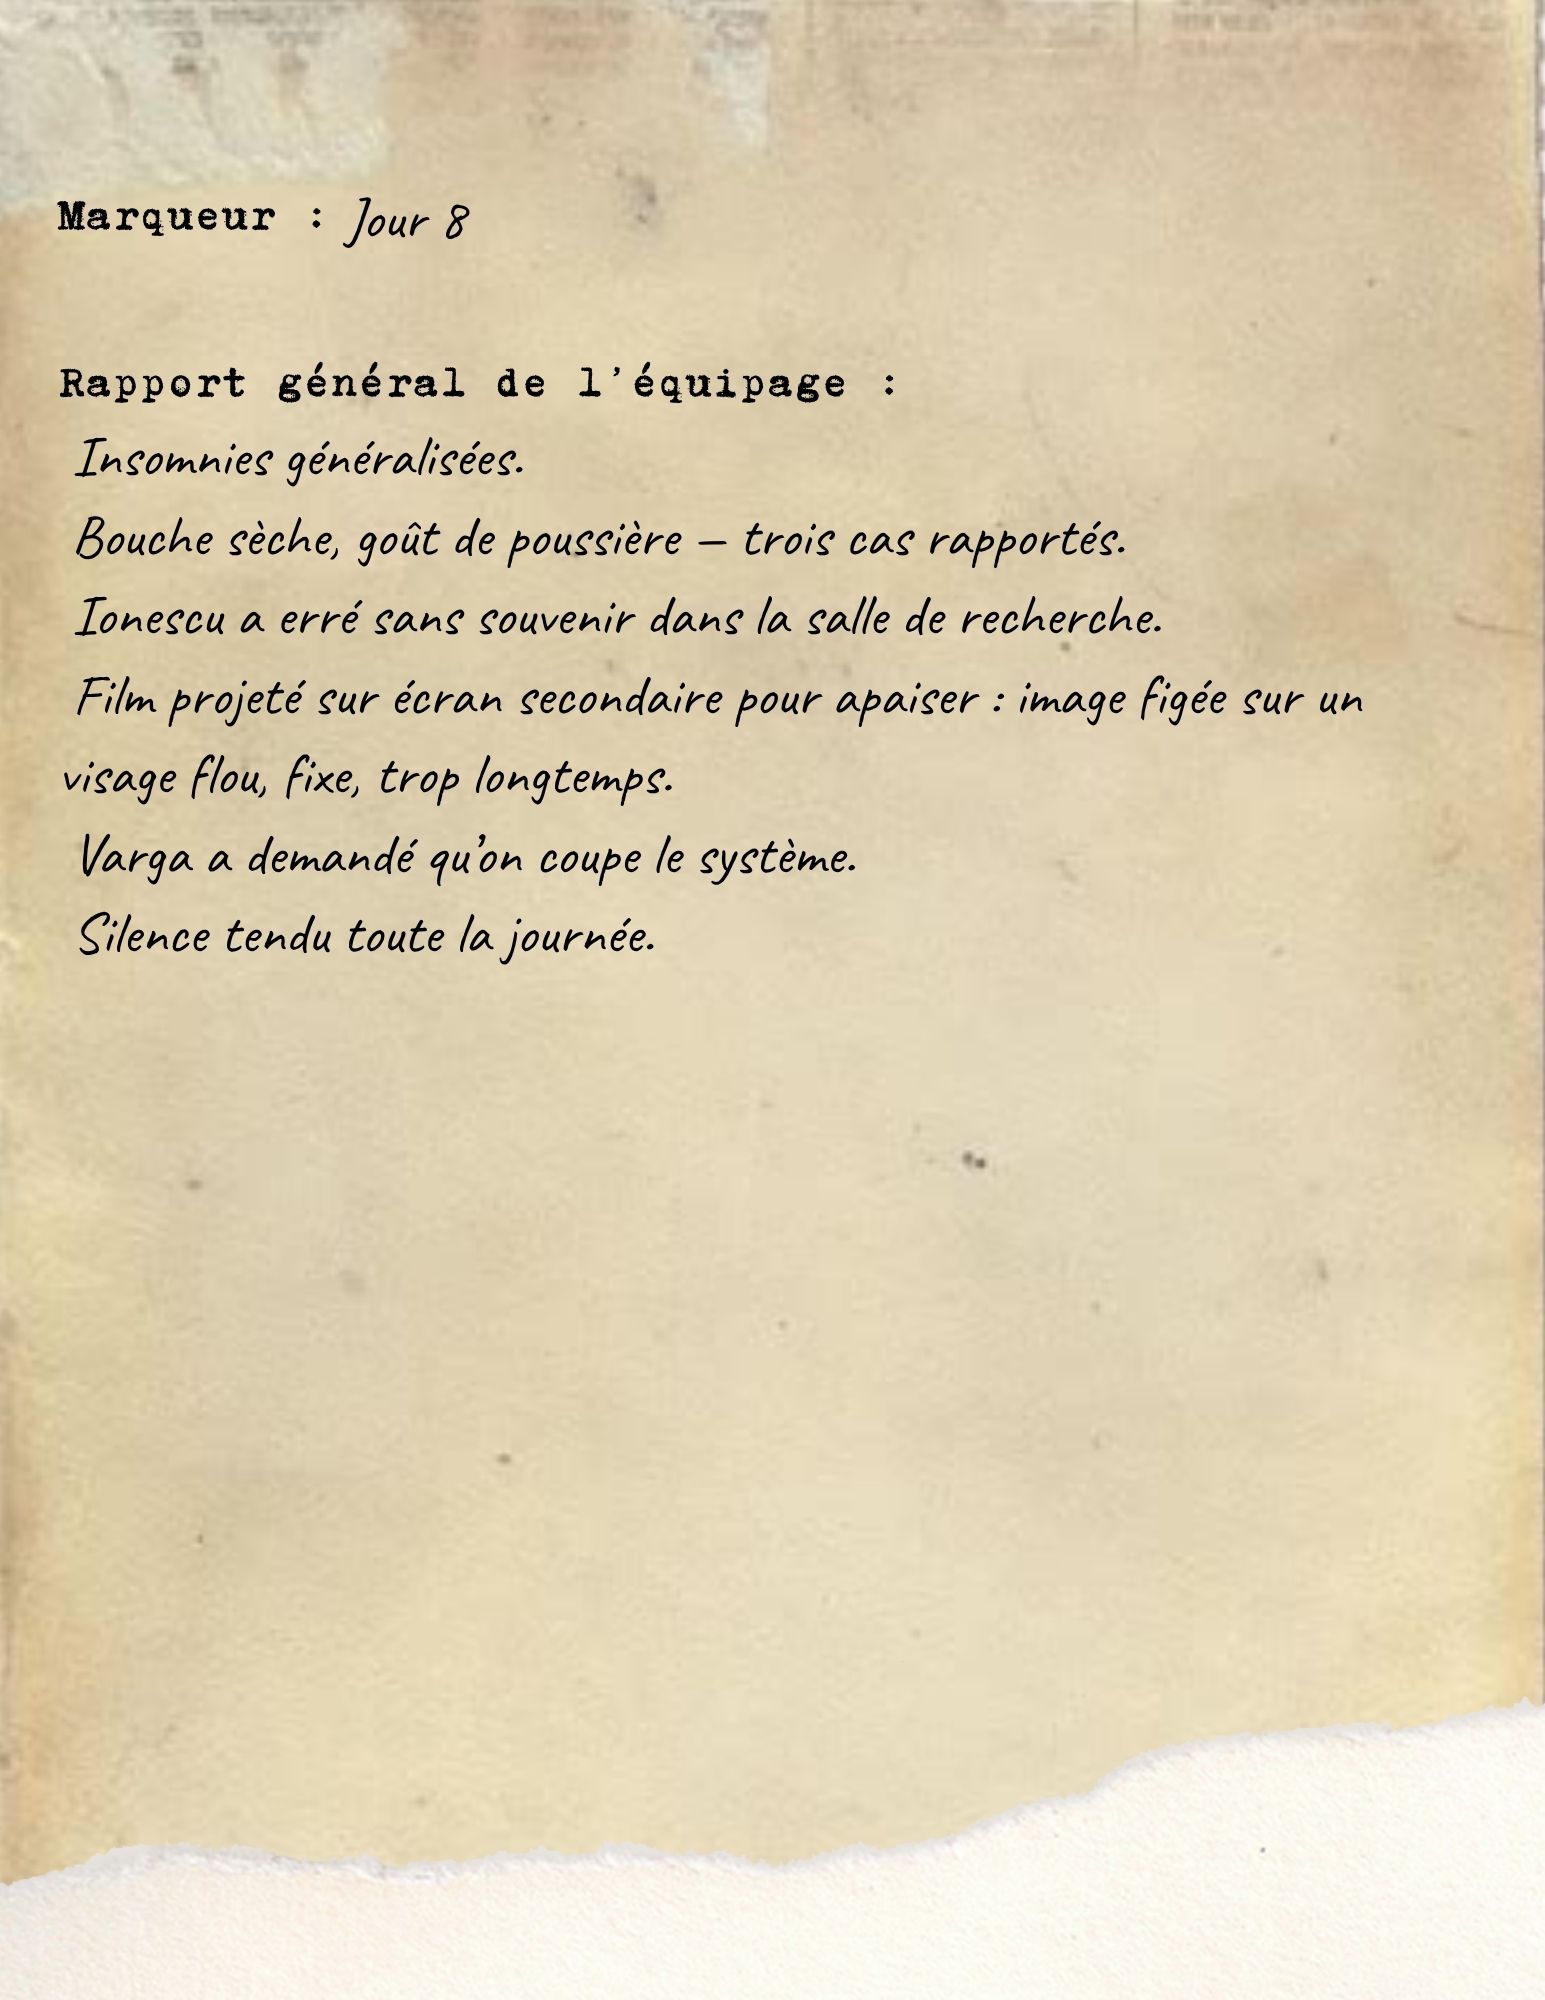 Marqueur : Jour 8
Rapport général de l'équipage :
Insomnies généralisées.
Bouche sèche, goût de poussière – trois cas rapportés.
Ionescu a erré sans souvenir dans la salle de recherche.
Film projeté sur écran secondaire pour apaiser : image figée sur un
visage flou, fixe, trop longtemps.
Varga a demandé qu'on coupe le système.
Silence tendu toute la journée.